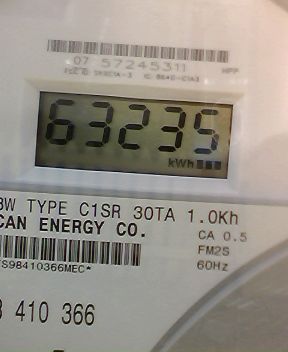 07 57245311
63235
kWh
3W TYPE C1SR 30TA 1.0Kh
CAN ENERGY CO.
CA 0.5
FM2S
60Hz
S98410366MEC*
410 366